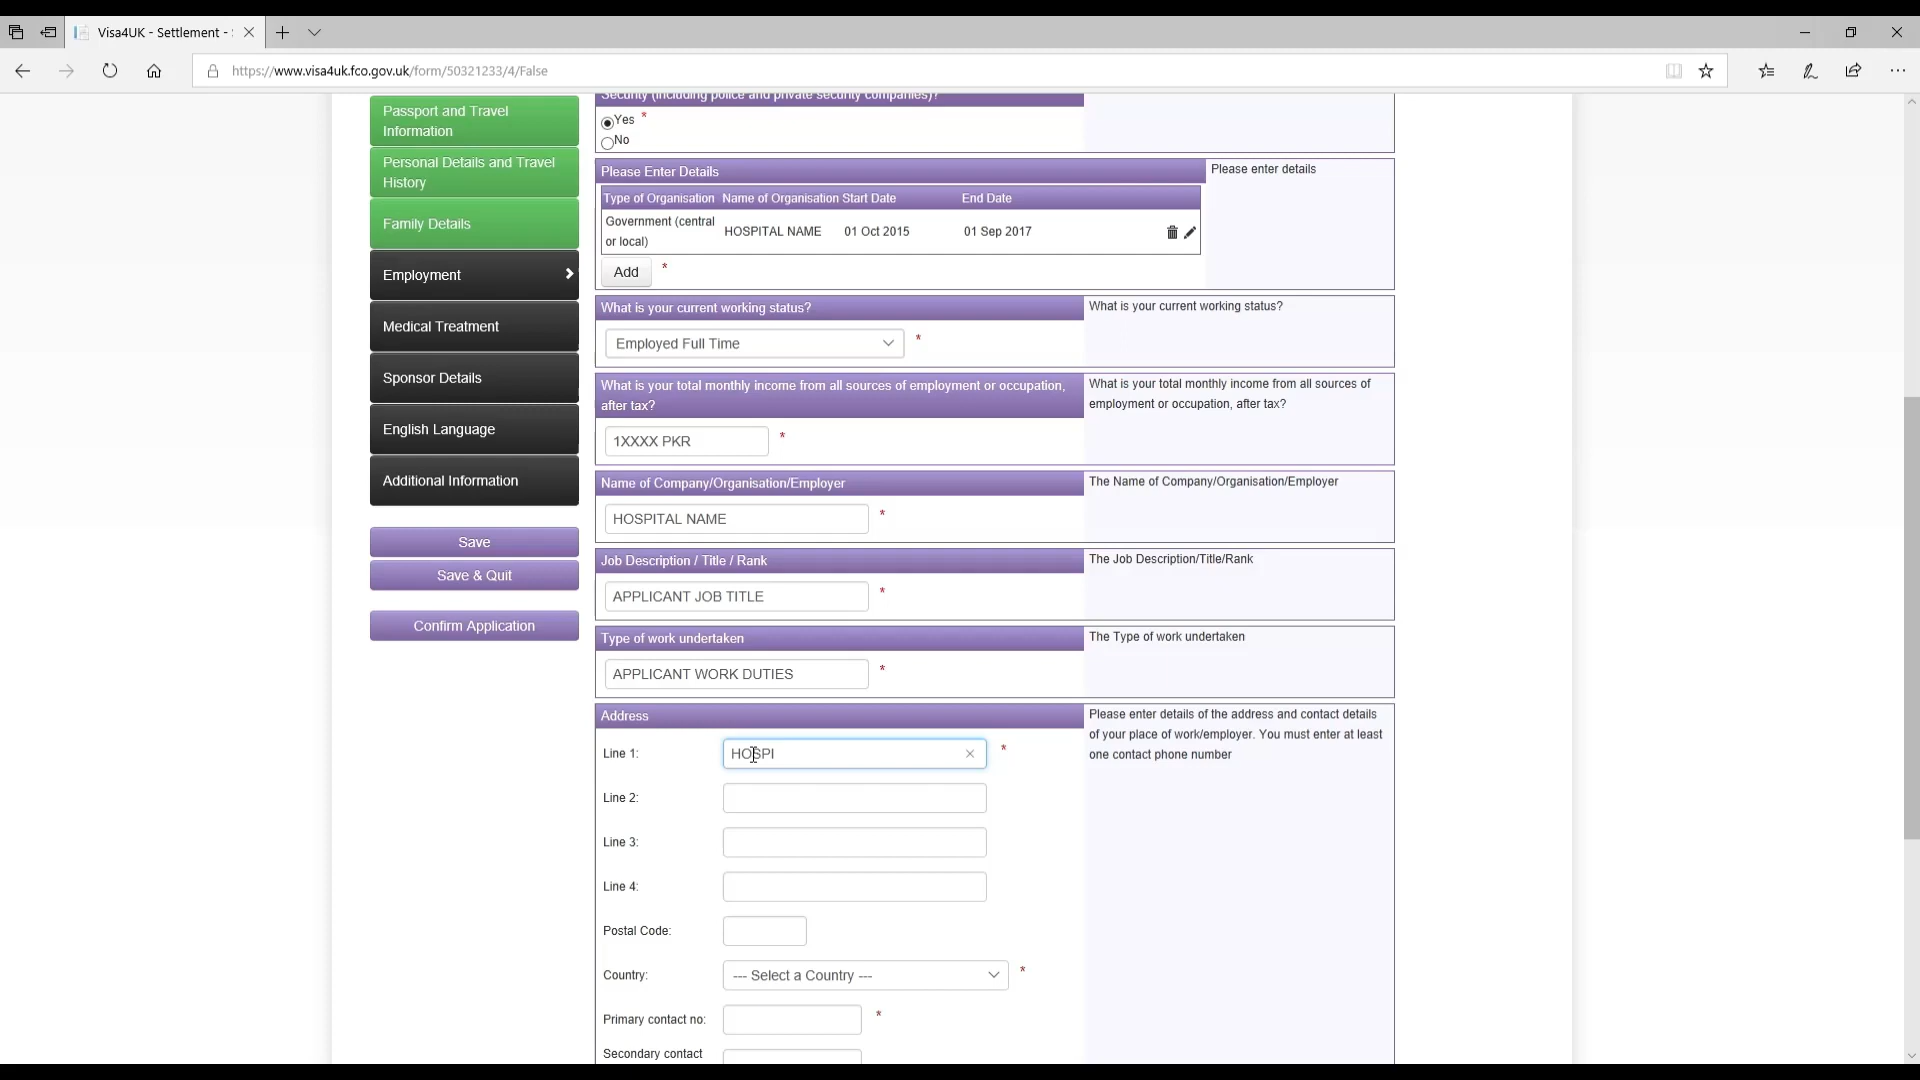 Visa4UK - Settlement -
https://www.visa4uk.fco.gov.uk/form/50321233/4/False
Passport and Travel
Information
Personal Details and Travel
History
Family Details
Employment
Medical Treatment
Sponsor Details
English Language
Additional Information
Save
Save & Quit
Confirm Application
Security (including police and private security companies)?
Yes *
No
Please Enter Details
Please enter details
Type of Organisation Name of Organisation Start Date End Date
Government (central
or local)
HOSPITAL NAME 01 Oct 2015 01 Sep 2017
Add *
What is your current working status?
What is your current working status?
Employed Full Time *
What is your total monthly income from all sources of employment or occupation,
after tax?
What is your total monthly income from all sources of
employment or occupation, after tax?
1XXXX PKR *
Name of Company/Organisation/Employer
The Name of Company/Organisation/Employer
HOSPITAL NAME *
Job Description / Title / Rank
The Job Description/Title/Rank
APPLICANT JOB TITLE *
Type of work undertaken
The Type of work undertaken
APPLICANT WORK DUTIES *
Address
Please enter details of the address and contact details
of your place of work/employer. You must enter at least
one contact phone number
Line 1: HOSPI *
Line 2:
Line 3:
Line 4:
Postal Code:
Country: --- Select a Country --- *
Primary contact no: *
Secondary contact